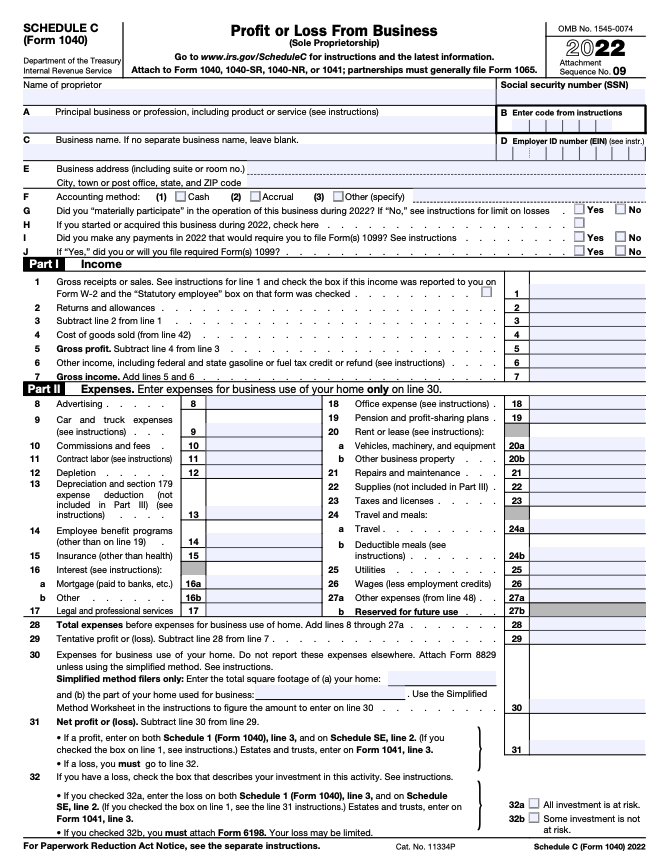 SCHEDULE C
(Form 1040)
Department of the Treasury
Internal Revenue Service
Profit or Loss From Business
(Sole Proprietorship)
Go to www.irs.gov/ScheduleC for instructions and the latest information.
Attach to Form 1040, 1040-SR, 1040-NR, or 1041; partnerships must generally file Form 1065.
OMB No. 1545-0074
2022
Attachment
Sequence No. 09
Name of proprietor
Social security number (SSN)
A Principal business or profession, including product or service (see instructions)
B Enter code from instructions
C Business name. If no separate business name, leave blank.
D Employer ID number (EIN) (see instr.)
E Business address (including suite or room no.)
City, town or post office, state, and ZIP code
F Accounting method: (1) Cash (2) Accrual (3) Other (specify)
G Did you “materially participate” in the operation of this business during 2022? If “No,” see instructions for limit on losses . Yes No
H If you started or acquired this business during 2022, check here . . . . . . . . . . . . . . . . .
I Did you make any payments in 2022 that would require you to file Form(s) 1099? See instructions . . . . . . . . Yes No
J If “Yes,” did you or will you file required Form(s) 1099? . . . . . . . . . . . . . . . . . . . . Yes No
Part I Income
1 Gross receipts or sales. See instructions for line 1 and check the box if this income was reported to you on
Form W-2 and the “Statutory employee” box on that form was checked . . . . . . . . . 1
2 Returns and allowances . . . . . . . . . . . . . . . . . . . . . . 2
3 Subtract line 2 from line 1 . . . . . . . . . . . . . . . . . . . . . 3
4 Cost of goods sold (from line 42) . . . . . . . . . . . . . . . . . . . 4
5 Gross profit. Subtract line 4 from line 3 . . . . . . . . . . . . . . . . . 5
6 Other income, including federal and state gasoline or fuel tax credit or refund (see instructions) . . . . 6
7 Gross income. Add lines 5 and 6 . . . . . . . . . . . . . . . . . . . 7
Part II Expenses. Enter expenses for business use of your home only on line 30.
8 Advertising . . . . . 8
9 Car and truck expenses
(see instructions) . . . 9
10 Commissions and fees . 10
11 Contract labor (see instructions) 11
12 Depletion . . . . . 12
13 Depreciation and section 179
expense deduction (not
included in Part III) (see
instructions) . . . . 13
14 Employee benefit programs
(other than on line 19) . 14
15 Insurance (other than health) 15
16 Interest (see instructions):
a Mortgage (paid to banks, etc.) 16a
b Other . . . . . . 16b
17 Legal and professional services 17
18 Office expense (see instructions) . 18
19 Pension and profit-sharing plans . 19
20 Rent or lease (see instructions):
a Vehicles, machinery, and equipment 20a
b Other business property . . . 20b
21 Repairs and maintenance . . . 21
22 Supplies (not included in Part III) . 22
23 Taxes and licenses . . . . . 23
24 Travel and meals:
a Travel . . . . . . . . . 24a
b Deductible meals (see
instructions) . . . . . . . 24b
25 Utilities . . . . . . . . 25
26 Wages (less employment credits) 26
27a Other expenses (from line 48) . . 27a
b Reserved for future use . . . 27b
28 Total expenses before expenses for business use of home. Add lines 8 through 27a . . . . . . . 28
29 Tentative profit or (loss). Subtract line 28 from line 7 . . . . . . . . . . . . . . . . 29
30 Expenses for business use of your home. Do not report these expenses elsewhere. Attach Form 8829
unless using the simplified method. See instructions.
Simplified method filers only: Enter the total square footage of (a) your home:
and (b) the part of your home used for business: . Use the Simplified
Method Worksheet in the instructions to figure the amount to enter on line 30 . . . . . . . . 30
31 Net profit or (loss). Subtract line 30 from line 29.
• If a profit, enter on both Schedule 1 (Form 1040), line 3, and on Schedule SE, line 2. (If you
checked the box on line 1, see instructions.) Estates and trusts, enter on Form 1041, line 3. 31
• If a loss, you must go to line 32.
32 If you have a loss, check the box that describes your investment in this activity. See instructions.
• If you checked 32a, enter the loss on both Schedule 1 (Form 1040), line 3, and on Schedule
SE, line 2. (If you checked the box on line 1, see the line 31 instructions.) Estates and trusts, enter on
Form 1041, line 3.
• If you checked 32b, you must attach Form 6198. Your loss may be limited.
32a All investment is at risk.
32b Some investment is not
at risk.
For Paperwork Reduction Act Notice, see the separate instructions. Cat. No. 11334P Schedule C (Form 1040) 2022